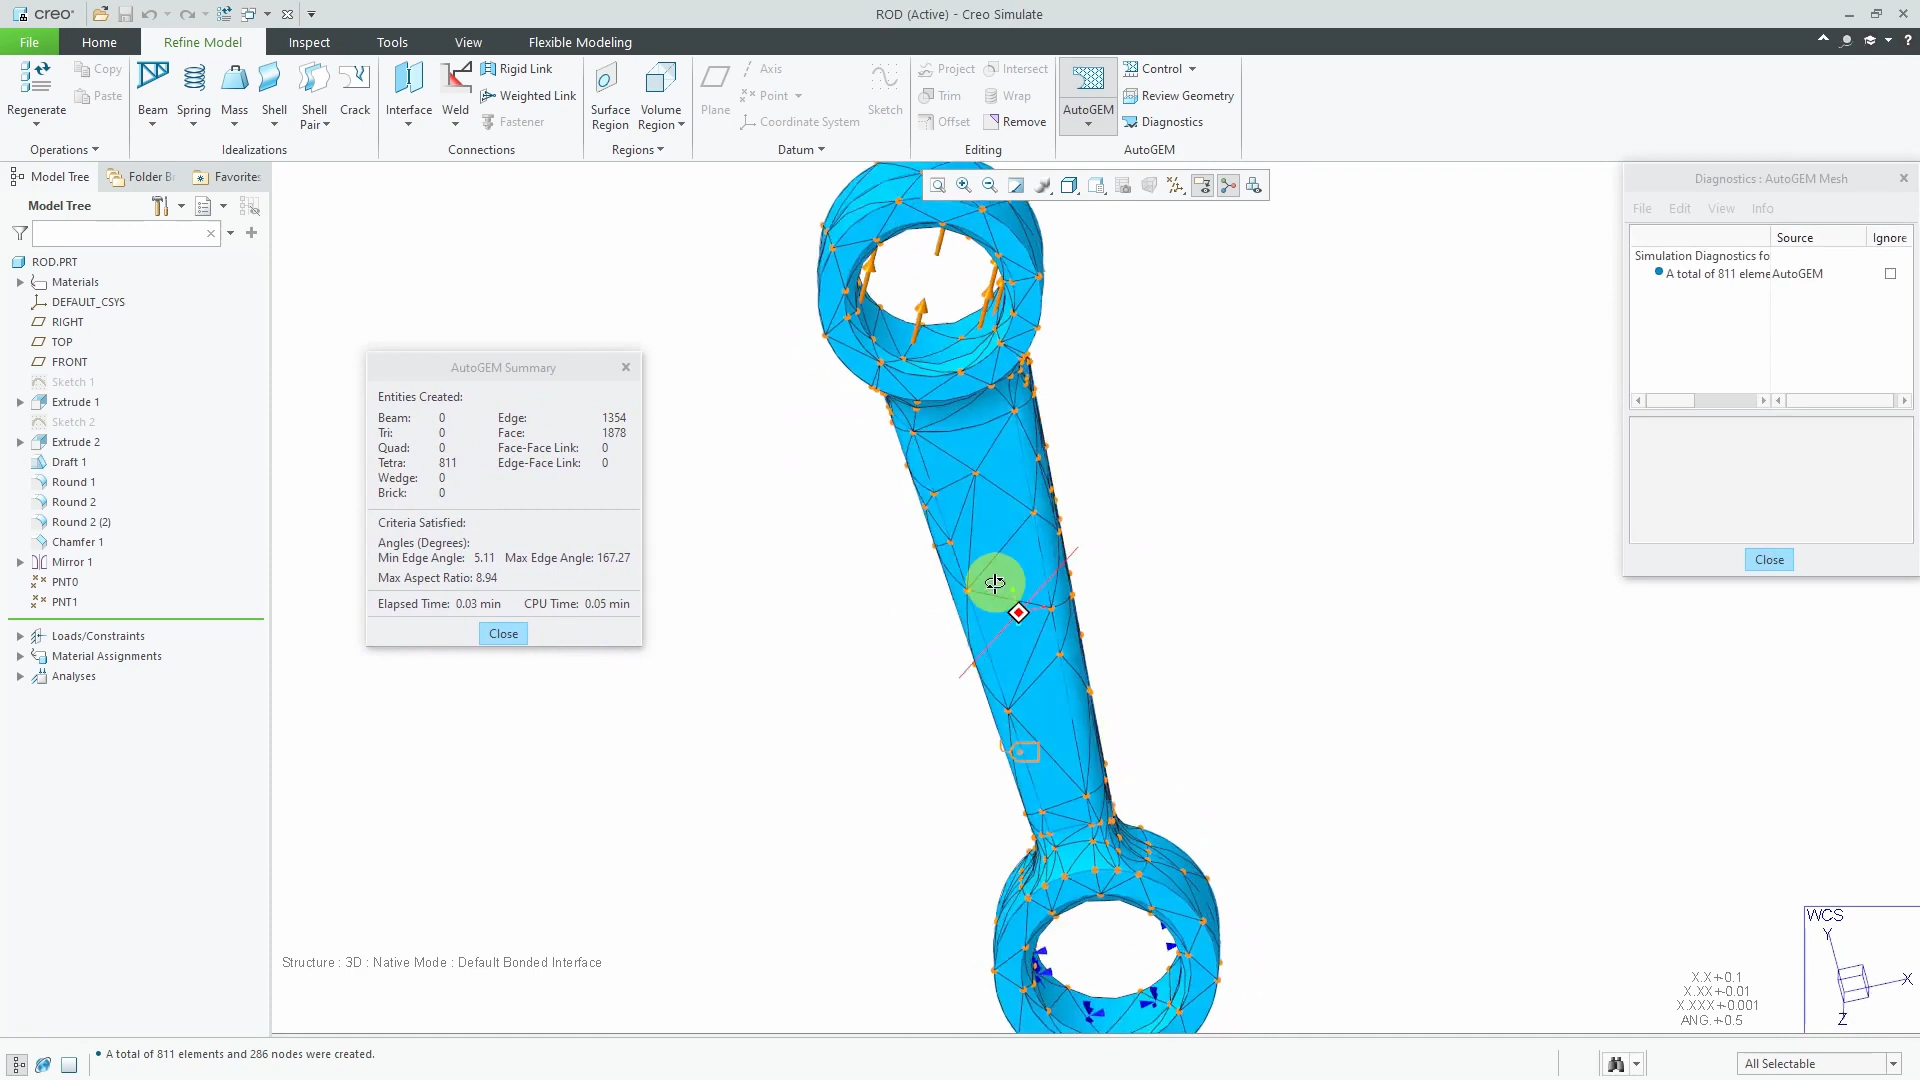 creo
ROD (Active) - Creo Simulate
File
Home
Refine Model
Inspect
Tools
View
Flexible Modeling
Regenerate
Copy
Paste
Operations
Beam
Spring
Mass
Shell
Shell
Pair
Crack
Idealizations
Interface
Weld
Rigid Link
Weighted Link
Fastener
Connections
Surface
Region
Volume
Region
Regions
Plane
Axis
Point
Coordinate System
Sketch
Datum
Project
Intersect
Trim
Wrap
Offset
Remove
Editing
AutoGEM
Control
Review Geometry
Diagnostics
AutoGEM
Model Tree
Folder Br
Favorites
Model Tree
ROD.PRT
Materials
DEFAULT_CSYS
RIGHT
TOP
FRONT
Sketch 1
Extrude 1
Sketch 2
Extrude 2
Draft 1
Round 1
Round 2
Round 2 (2)
Chamfer 1
Mirror 1
PNT0
PNT1
Loads/Constraints
Material Assignments
Analyses
AutoGEM Summary
Entities Created:
Beam: 0 Edge: 1354
Tri: 0 Face: 1878
Quad: 0 Face-Face Link: 0
Tetra: 811 Edge-Face Link: 0
Wedge: 0
Brick: 0
Criteria Satisfied:
Angles (Degrees):
Min Edge Angle: 5.11 Max Edge Angle: 167.27
Max Aspect Ratio: 8.94
Elapsed Time: 0.03 min CPU Time: 0.05 min
Close
Diagnostics : AutoGEM Mesh
File Edit View Info
Source Ignore
Simulation Diagnostics fo
A total of 811 eleme AutoGEM
Close
Structure : 3D : Native Mode : Default Bonded Interface
WCS
Y
X
Z
X.X+-0.1
X.XX+-0.01
X.XXX+-0.001
ANG.+-0.5
A total of 811 elements and 286 nodes were created.
All Selectable